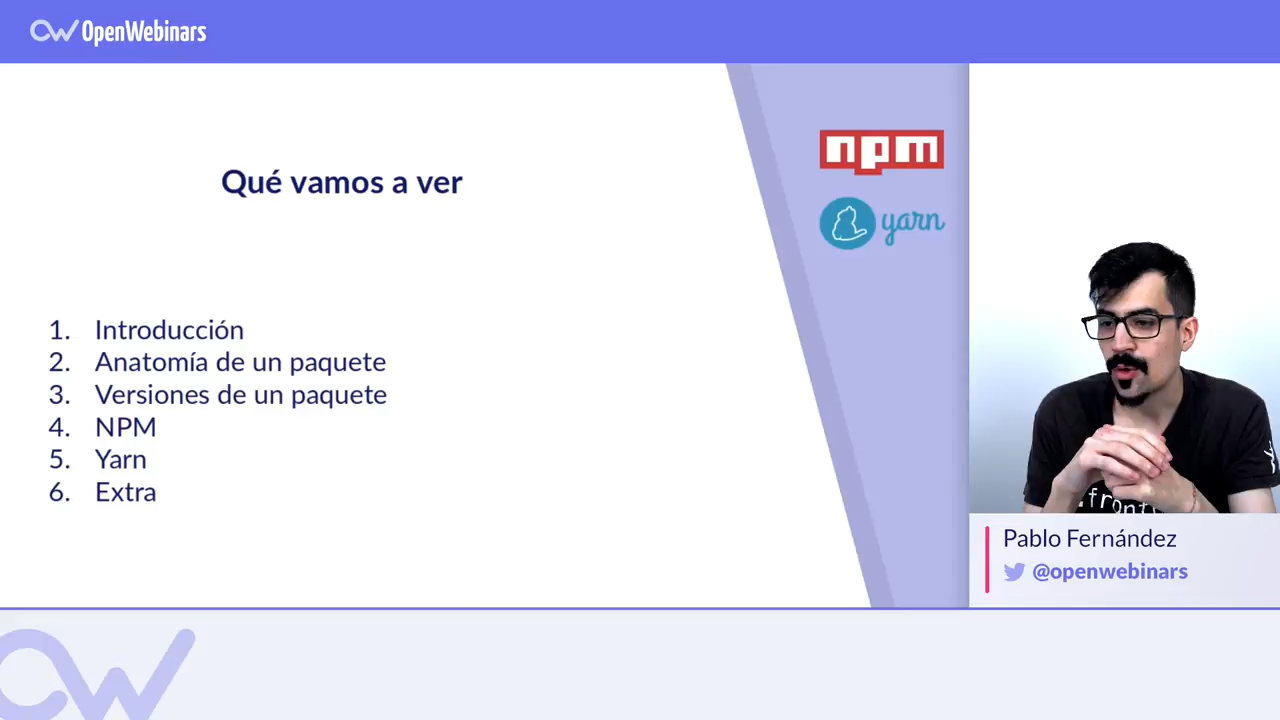 OpenWebinars
Qué vamos a ver
1. Introducción
2. Anatomía de un paquete
3. Versiones de un paquete
4. NPM
5. Yarn
6. Extra
npm
yarn
Pablo Fernández
@openwebinars